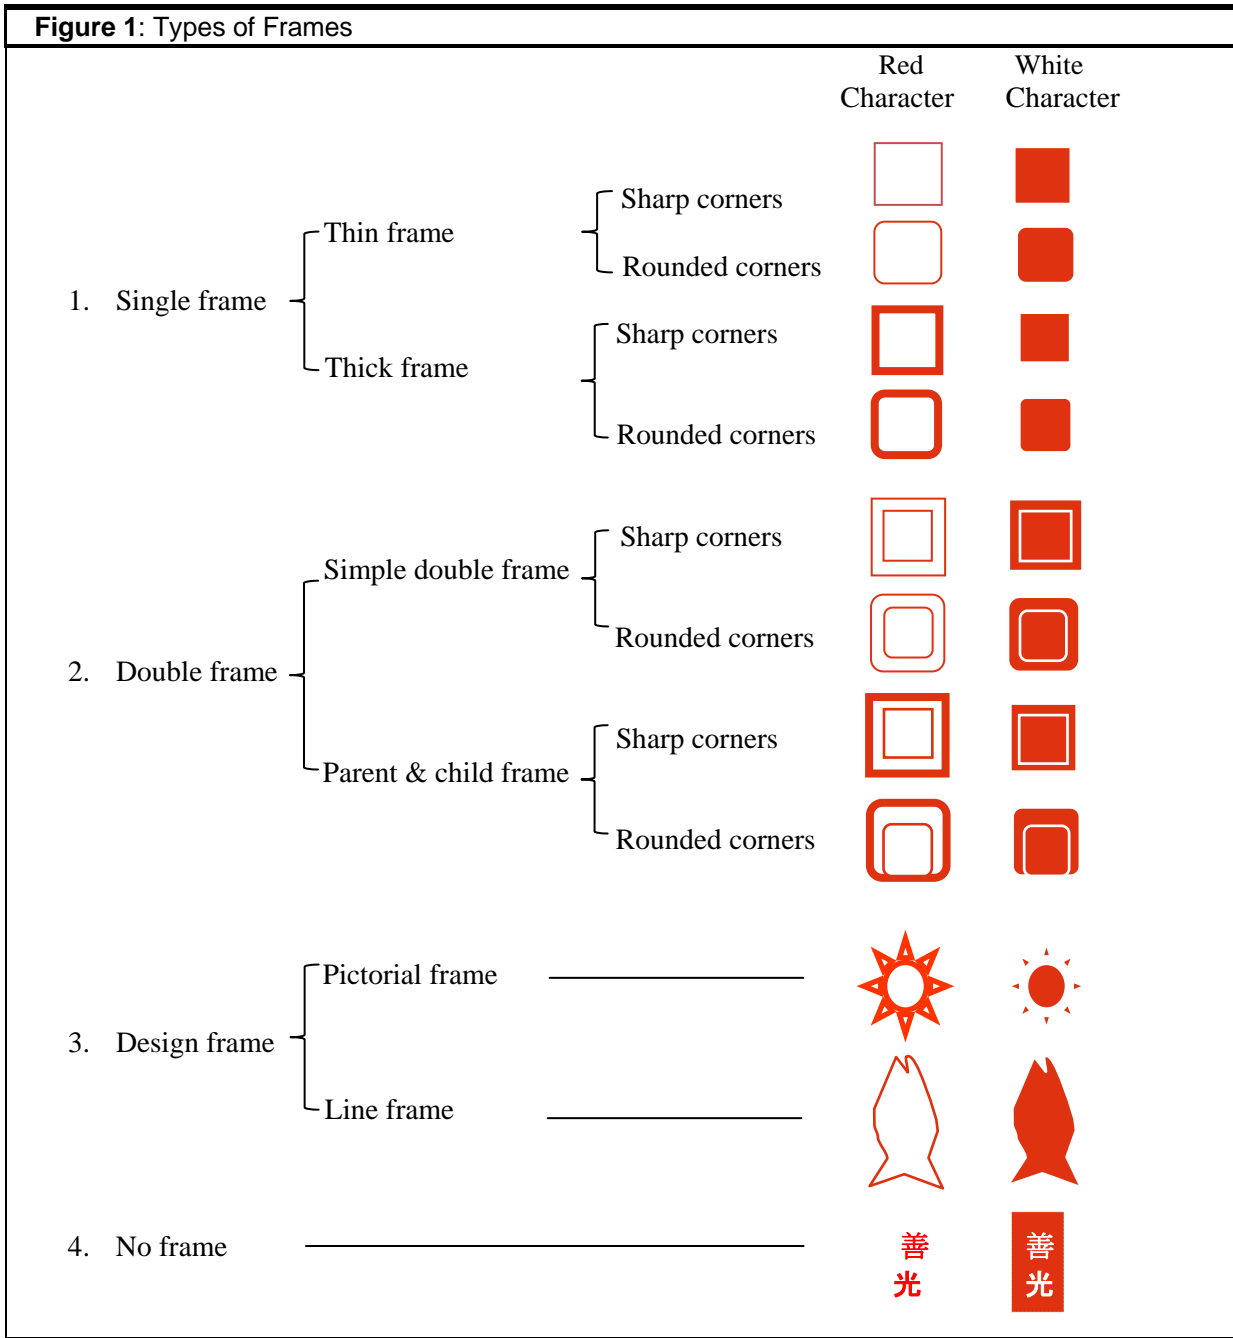 Figure 1: Types of Frames
Red Character
White Character
Sharp corners
Thin frame
Rounded corners
1. Single frame
Sharp corners
Thick frame
Rounded corners
Sharp corners
Simple double frame
Rounded corners
2. Double frame
Sharp corners
Parent & child frame
Rounded corners
Pictorial frame
3. Design frame
Line frame
4. No frame
善光
善光